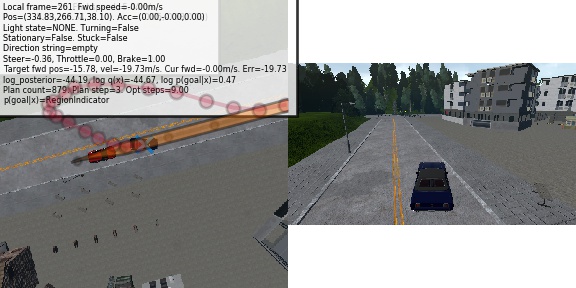 Local frame=261. Fwd speed=-0.00m/s
Pos=(334.83,266.71,38.10). Acc=(0.00,-0.00,0.00)
Light state=NONE. Turning=False
Stationary=False. Stuck=False
Direction string=empty
Steer=-0.36, Throttle=0.00, Brake=1.00
Target fwd pos=-15.78, vel=-19.73m/s. Cur fwd=-0.00m/s. Err=-19.73
log_posterior=-44.19, log q(x)=-44.67, log p(goal|x)=0.47
Plan count=879. Plan step=3. Opt steps=9.00
p(goal|x)=RegionIndicator